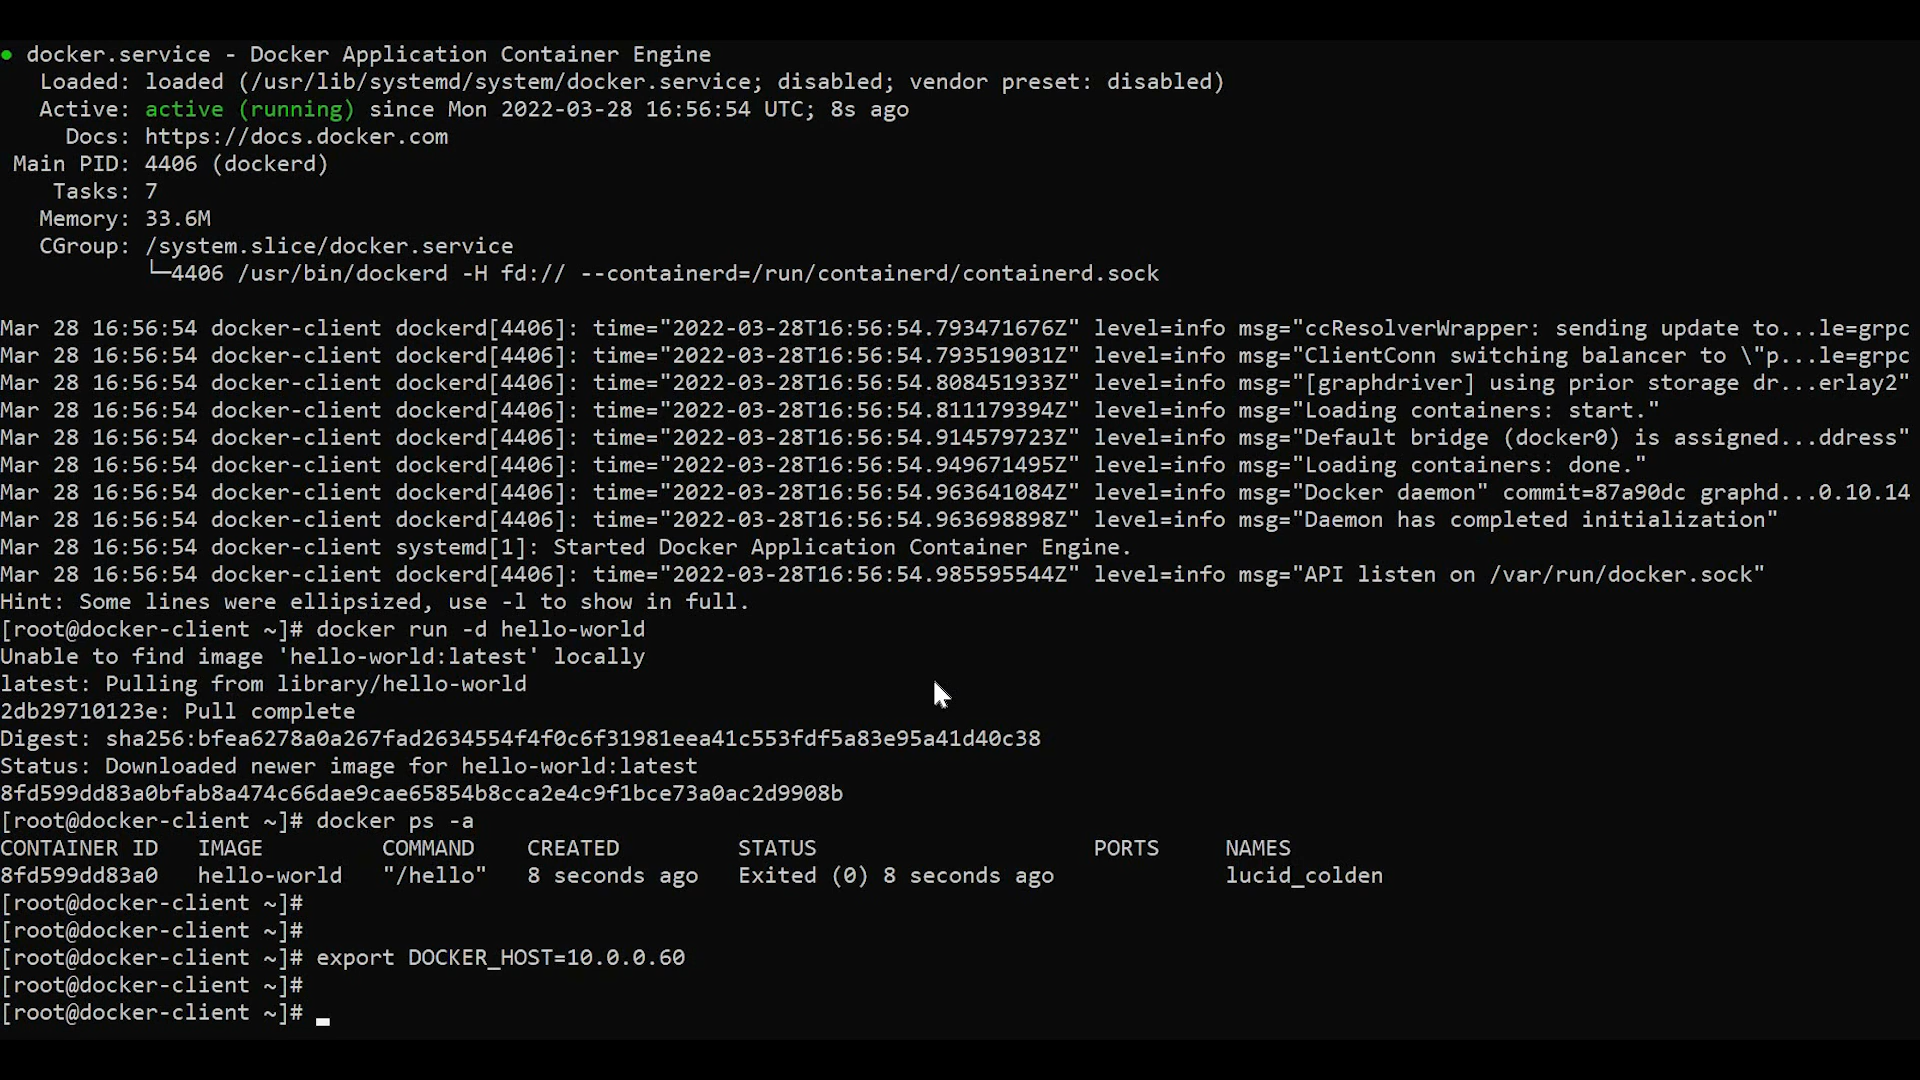 ● docker.service - Docker Application Container Engine
   Loaded: loaded (/usr/lib/systemd/system/docker.service; disabled; vendor preset: disabled)
   Active: active (running) since Mon 2022-03-28 16:56:54 UTC; 8s ago
     Docs: https://docs.docker.com
 Main PID: 4406 (dockerd)
    Tasks: 7
   Memory: 33.6M
   CGroup: /system.slice/docker.service
           └─4406 /usr/bin/dockerd -H fd:// --containerd=/run/containerd/containerd.sock
Mar 28 16:56:54 docker-client dockerd[4406]: time="2022-03-28T16:56:54.793471676Z" level=info msg="ccResolverWrapper: sending update to...le=grpc
Mar 28 16:56:54 docker-client dockerd[4406]: time="2022-03-28T16:56:54.793519031Z" level=info msg="ClientConn switching balancer to \"p...le=grpc
Mar 28 16:56:54 docker-client dockerd[4406]: time="2022-03-28T16:56:54.808451933Z" level=info msg="[graphdriver] using prior storage dr...erlay2"
Mar 28 16:56:54 docker-client dockerd[4406]: time="2022-03-28T16:56:54.811179394Z" level=info msg="Loading containers: start."
Mar 28 16:56:54 docker-client dockerd[4406]: time="2022-03-28T16:56:54.914579723Z" level=info msg="Default bridge (docker0) is assigned...ddress"
Mar 28 16:56:54 docker-client dockerd[4406]: time="2022-03-28T16:56:54.949671495Z" level=info msg="Loading containers: done."
Mar 28 16:56:54 docker-client dockerd[4406]: time="2022-03-28T16:56:54.963641084Z" level=info msg="Docker daemon" commit=87a90dc graphd...0.10.14
Mar 28 16:56:54 docker-client dockerd[4406]: time="2022-03-28T16:56:54.963698898Z" level=info msg="Daemon has completed initialization"
Mar 28 16:56:54 docker-client systemd[1]: Started Docker Application Container Engine.
Mar 28 16:56:54 docker-client dockerd[4406]: time="2022-03-28T16:56:54.985595544Z" level=info msg="API listen on /var/run/docker.sock"
Hint: Some lines were ellipsized, use -l to show in full.
[root@docker-client ~]# docker run -d hello-world
Unable to find image 'hello-world:latest' locally
latest: Pulling from library/hello-world
2db29710123e: Pull complete
Digest: sha256:bfea6278a0a267fad2634554f4f0c6f31981eea41c553fdf5a83e95a41d40c38
Status: Downloaded newer image for hello-world:latest
8fd599dd83a0bfab8a474c66dae9cae65854b8cca2e4c9f1bce73a0ac2d9908b
[root@docker-client ~]# docker ps -a
CONTAINER ID   IMAGE         COMMAND    CREATED         STATUS                     PORTS     NAMES
8fd599dd83a0   hello-world   "/hello"   8 seconds ago   Exited (0) 8 seconds ago             lucid_colden
[root@docker-client ~]#
[root@docker-client ~]#
[root@docker-client ~]# export DOCKER_HOST=10.0.0.60
[root@docker-client ~]#
[root@docker-client ~]#